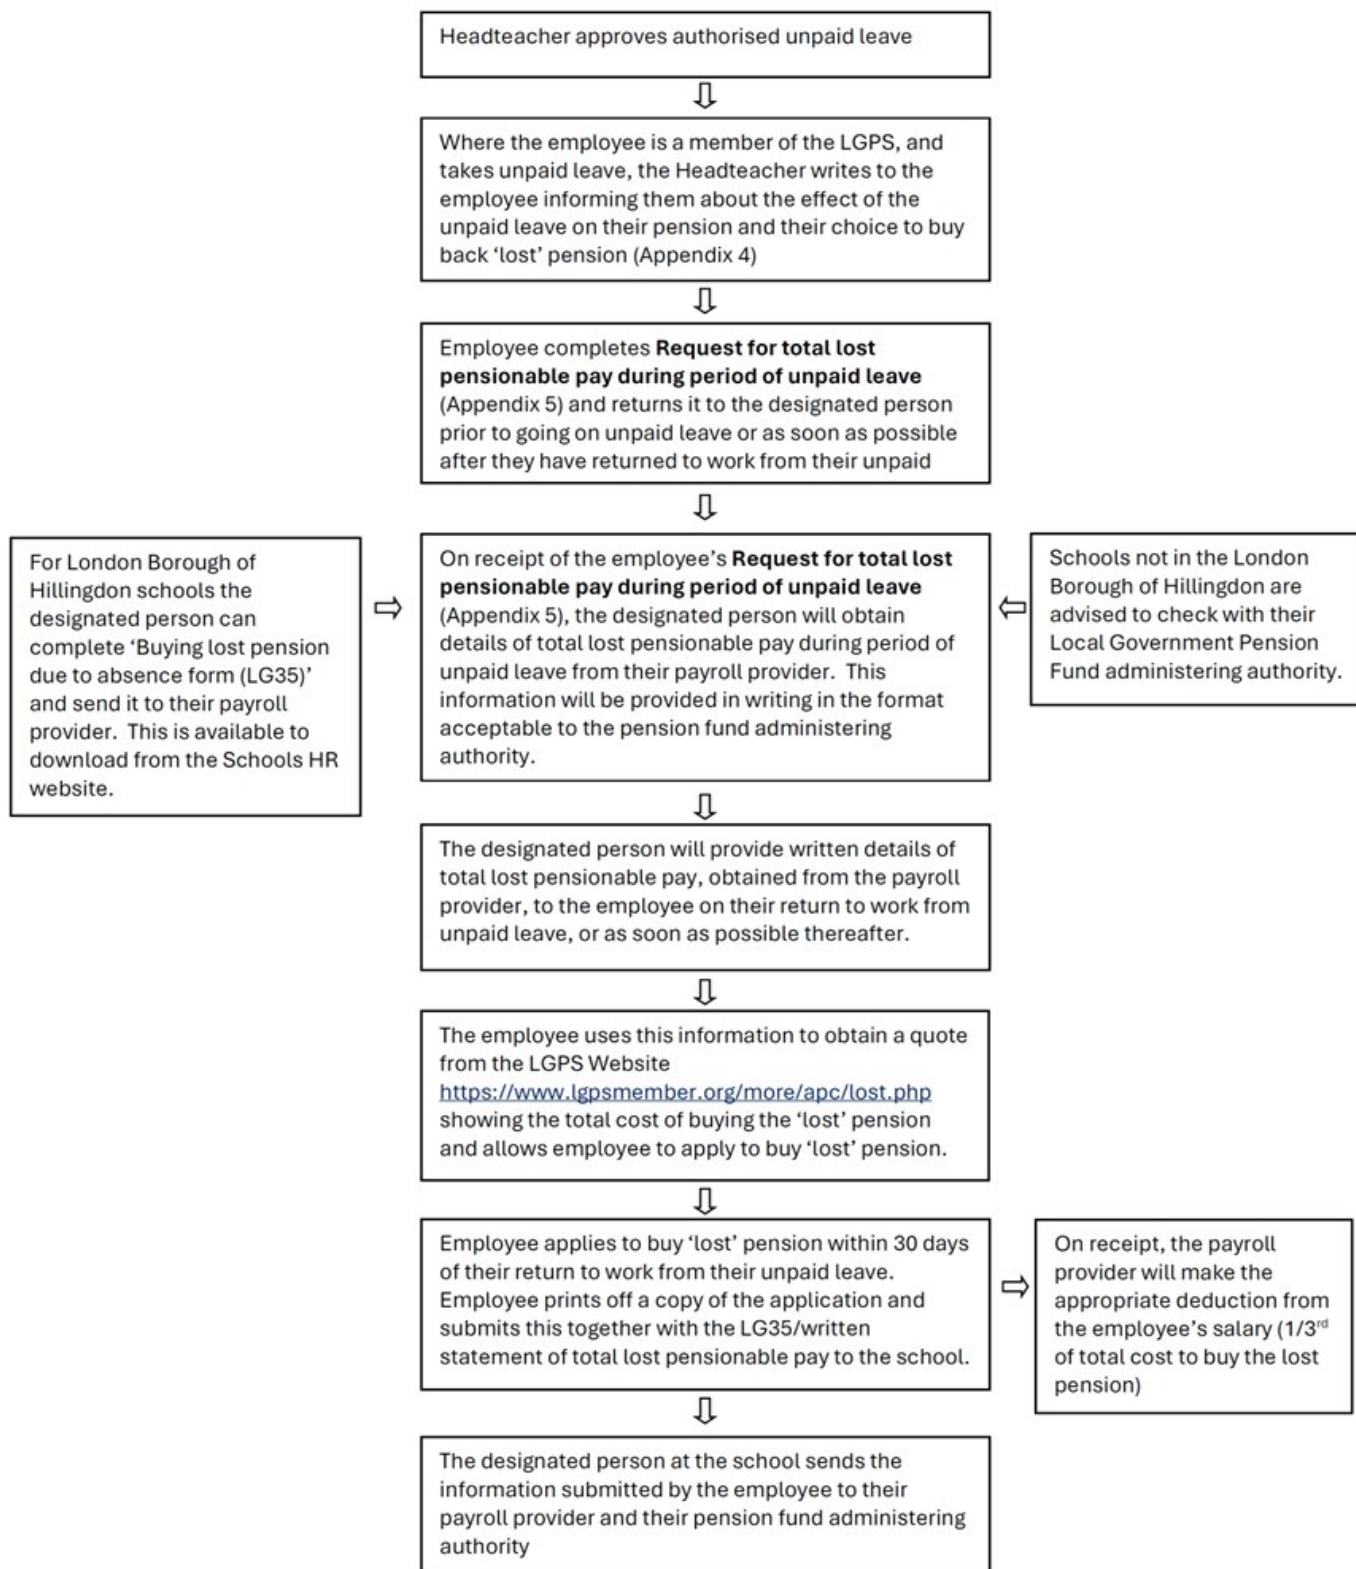 Headteacher approves authorised unpaid leave
Where the employee is a member of the LGPS, and
takes unpaid leave, the Headteacher writes to the
employee informing them about the effect of the
unpaid leave on their pension and their choice to buy
back ‘lost’ pension (Appendix 4)
Employee completes Request for total lost
pensionable pay during period of unpaid leave
(Appendix 5) and returns it to the designated person
prior to going on unpaid leave or as soon as possible
after they have returned to work from their unpaid
For London Borough of
Hillingdon schools the
designated person can
complete ‘Buying lost pension
due to absence form (LG35)’
and send it to their payroll
provider.  This is available to
download from the Schools HR
website.
On receipt of the employee’s Request for total lost
pensionable pay during period of unpaid leave
(Appendix 5), the designated person will obtain
details of total lost pensionable pay during period of
unpaid leave from their payroll provider.  This
information will be provided in writing in the format
acceptable to the pension fund administering
authority.
Schools not in the London
Borough of Hillingdon are
advised to check with their
Local Government Pension
Fund administering authority.
The designated person will provide written details of
total lost pensionable pay, obtained from the payroll
provider, to the employee on their return to work from
unpaid leave, or as soon as possible thereafter.
The employee uses this information to obtain a quote
from the LGPS Website
https://www.lgpsmember.org/more/apc/lost.php
showing the total cost of buying the ‘lost’ pension
and allows employee to apply to buy ‘lost’ pension.
Employee applies to buy ‘lost’ pension within 30 days
of their return to work from their unpaid leave.
Employee prints off a copy of the application and
submits this together with the LG35/written
statement of total lost pensionable pay to the school.
On receipt, the payroll
provider will make the
appropriate deduction from
the employee’s salary (1/3rd
of total cost to buy the lost
pension)
The designated person at the school sends the
information submitted by the employee to their
payroll provider and their pension fund administering
authority